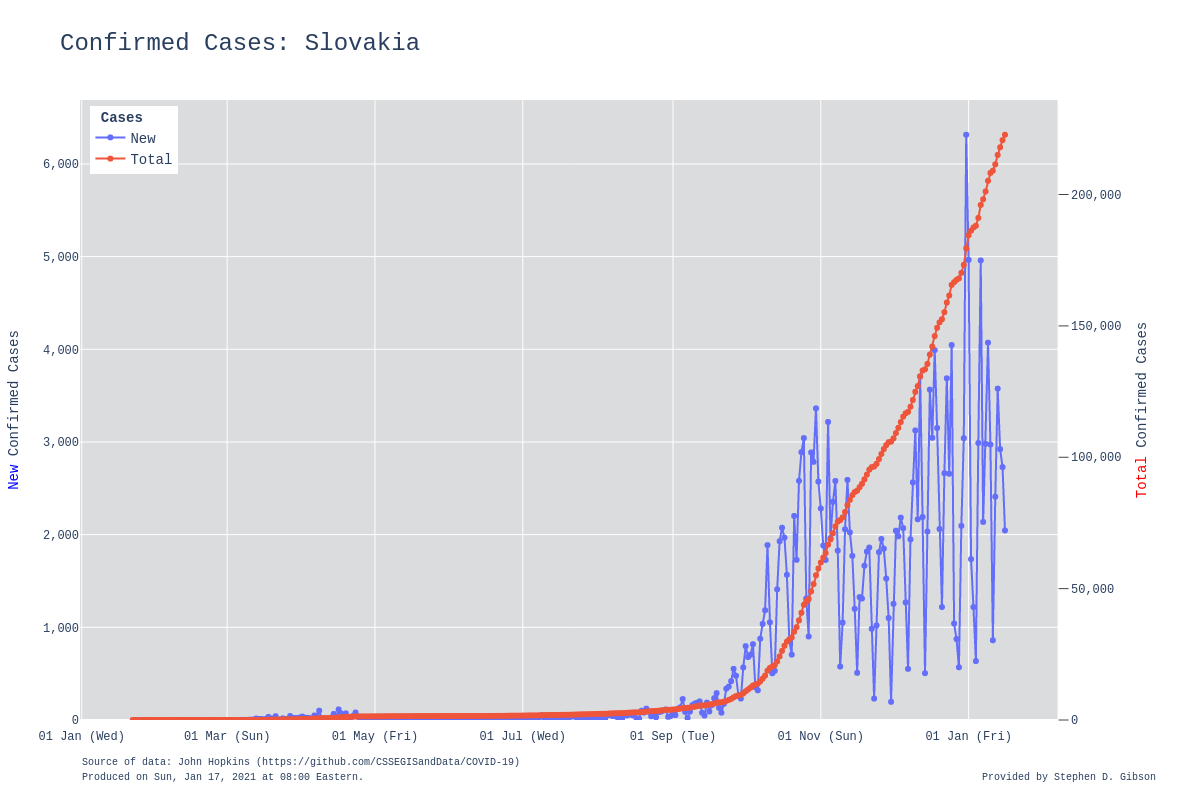 Confirmed Cases: Slovakia
Cases
New
Total
6,000
5,000
4,000
3,000
2,000
1,000
0
New Confirmed Cases
200,000
150,000
100,000
50,000
0
Total Confirmed Cases
01 Jan (Wed)
01 Mar (Sun)
01 May (Fri)
01 Jul (Wed)
01 Sep (Tue)
01 Nov (Sun)
01 Jan (Fri)
Source of data: John Hopkins (https://github.com/CSSEGISandData/COVID-19)
Produced on Sun, Jan 17, 2021 at 08:00 Eastern.
Provided by Stephen D. Gibson